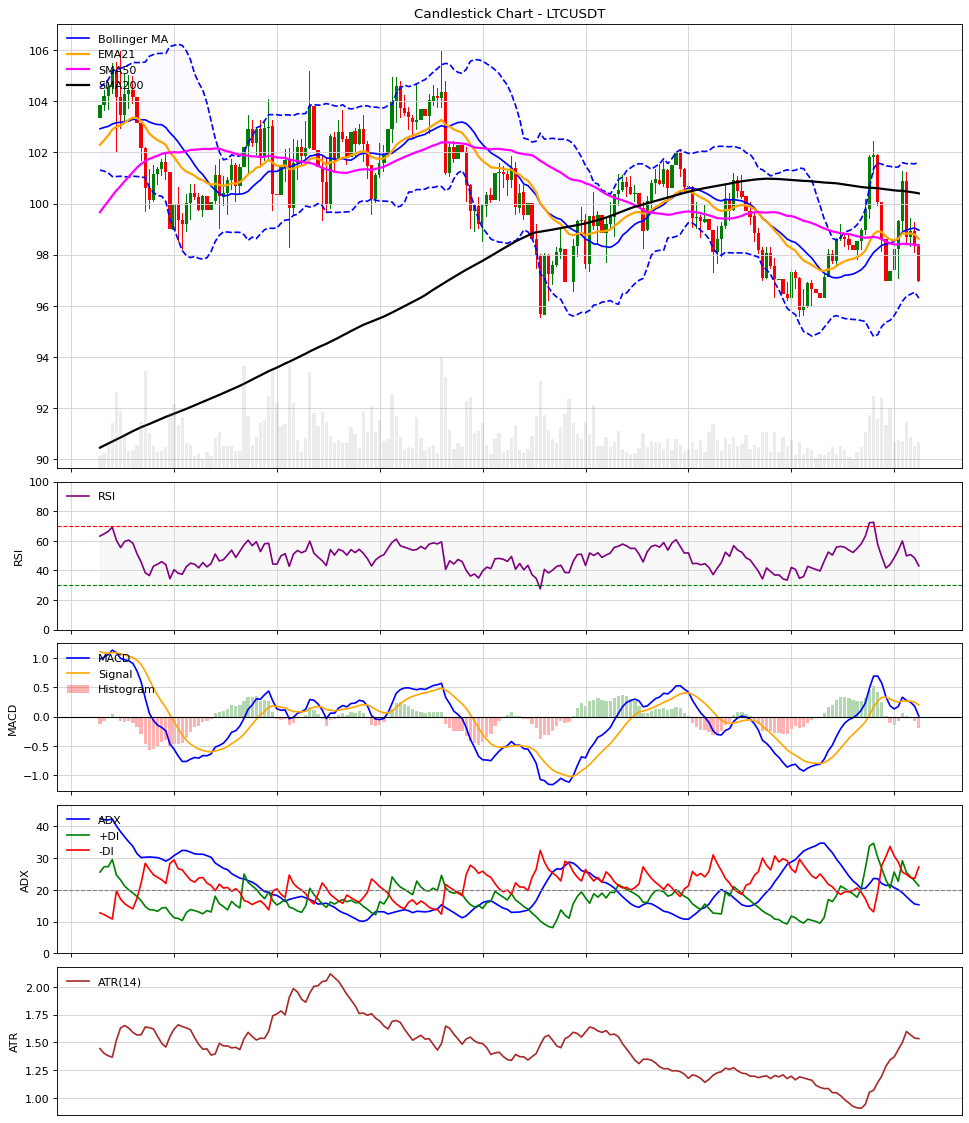 Candlestick Chart - LTCUSDT
Bollinger MA
EMA21
SMA50
SMA200
106
104
102
100
98
96
94
92
90
RSI
RSI
100
80
60
40
20
0
MACD
Signal
Histogram
MACD
1.0
0.5
0.0
−0.5
−1.0
ADX
+DI
-DI
ADX
40
30
20
10
0
ATR(14)
ATR
2.00
1.75
1.50
1.25
1.00